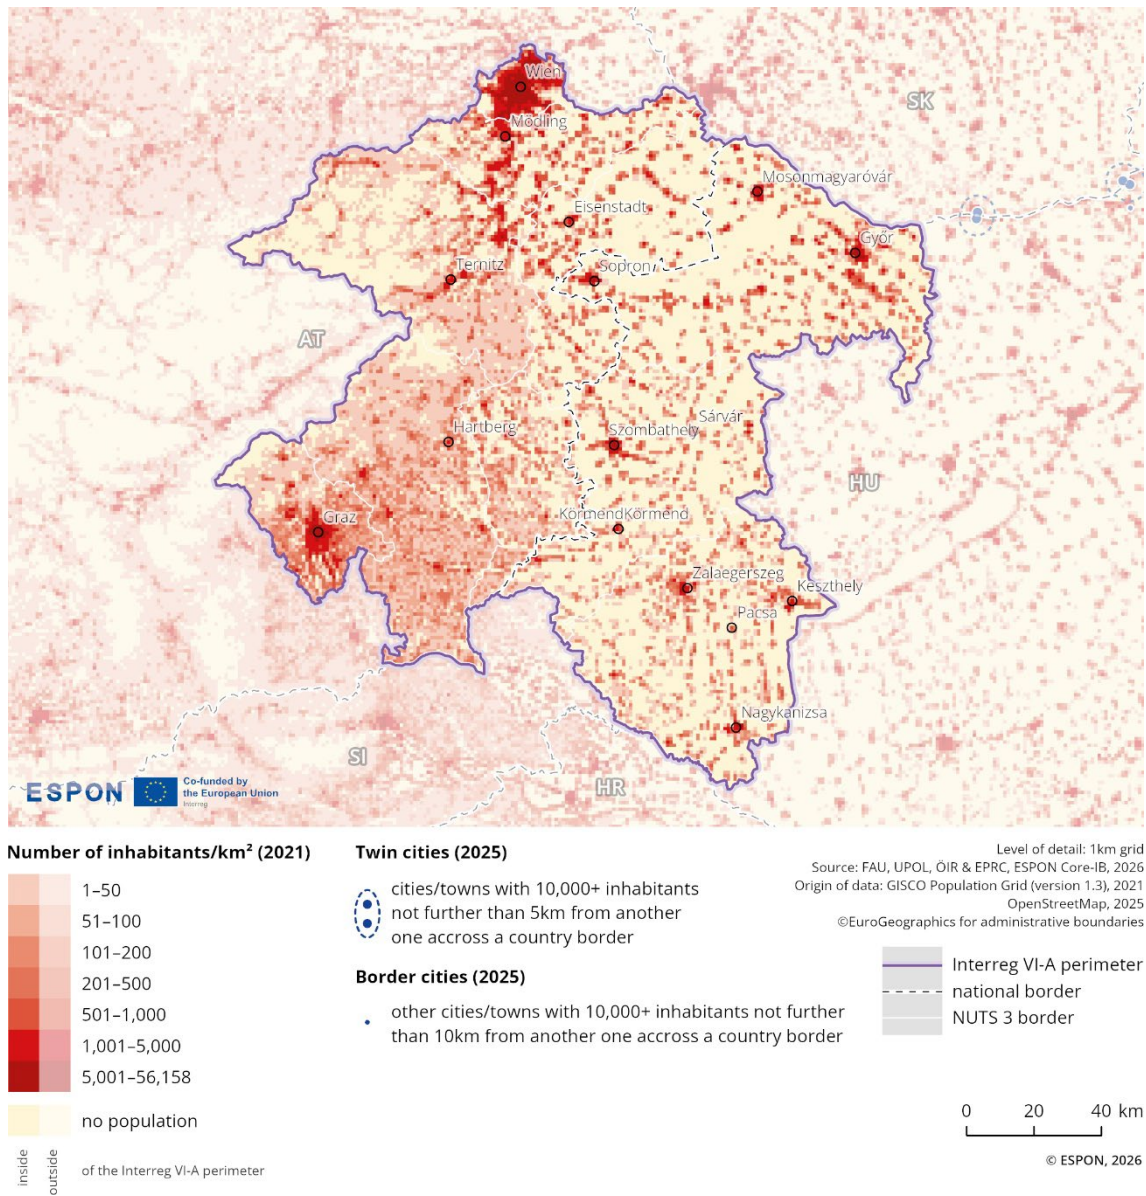 Wien
Mödling
SK
Mosonmagyaróvár
Eisenstadt
Győr
Ternitz
Sopron
AT
Sárvár
Hartberg
Szombathely
HU
Graz
KörmendKörmend
Zalaegerszeg
Keszthely
Pacsa
Nagykanizsa
SI
HR
ESPON
Co-funded by
the European Union
Interreg
Number of inhabitants/km² (2021)
1–50
51–100
101–200
201–500
501–1,000
1,001–5,000
5,001–56,158
no population
inside
outside
of the Interreg VI-A perimeter
Twin cities (2025)
cities/towns with 10,000+ inhabitants
not further than 5km from another
one accross a country border
Border cities (2025)
other cities/towns with 10,000+ inhabitants not further
than 10km from another one accross a country border
Level of detail: 1km grid
Source: FAU, UPOL, ÖIR & EPRC, ESPON Core-IB, 2026
Origin of data: GISCO Population Grid (version 1.3), 2021
OpenStreetMap, 2025
©EuroGeographics for administrative boundaries
Interreg VI-A perimeter
national border
NUTS 3 border
0 20 40 km
© ESPON, 2026